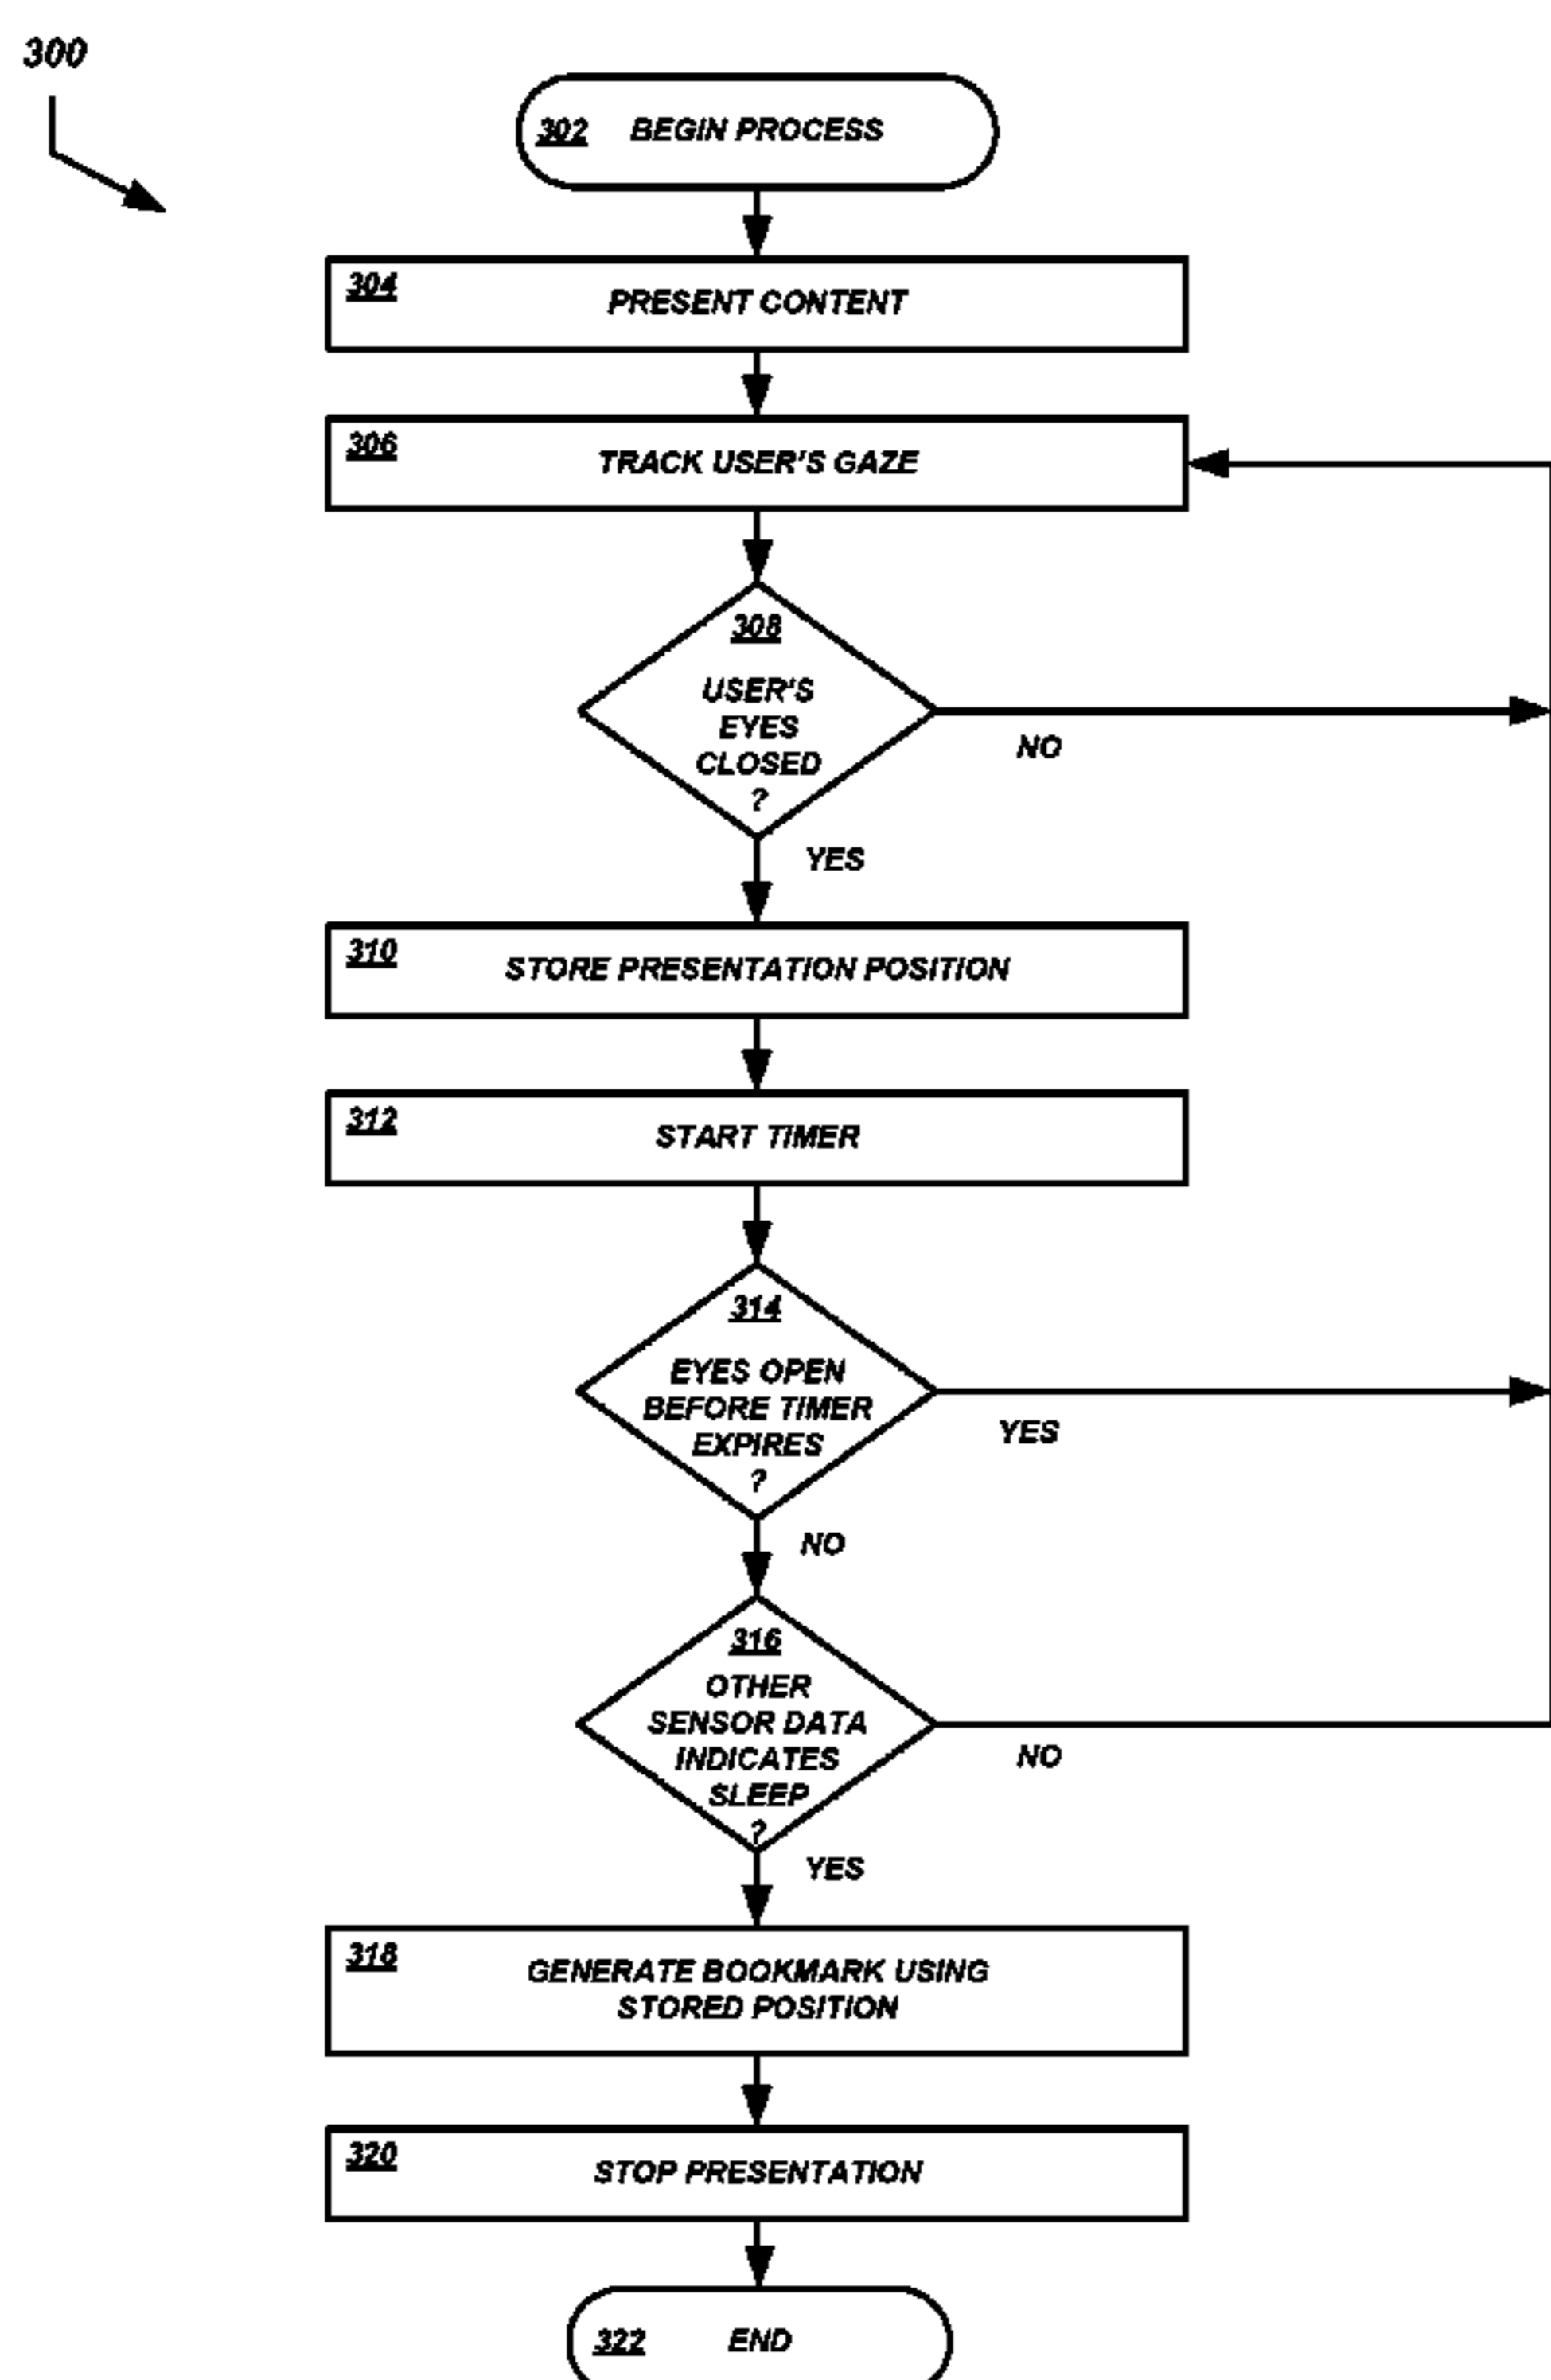 300
302 BEGIN PROCESS
304
PRESENT CONTENT
306
TRACK USER'S GAZE
308
USER'S
EYES
CLOSED
?
NO
YES
310
STORE PRESENTATION POSITION
312
START TIMER
314
EYES OPEN
BEFORE TIMER
EXPIRES
?
YES
NO
316
OTHER
SENSOR DATA
INDICATES
SLEEP
?
NO
YES
318
GENERATE BOOKMARK USING
STORED POSITION
320
STOP PRESENTATION
322 END